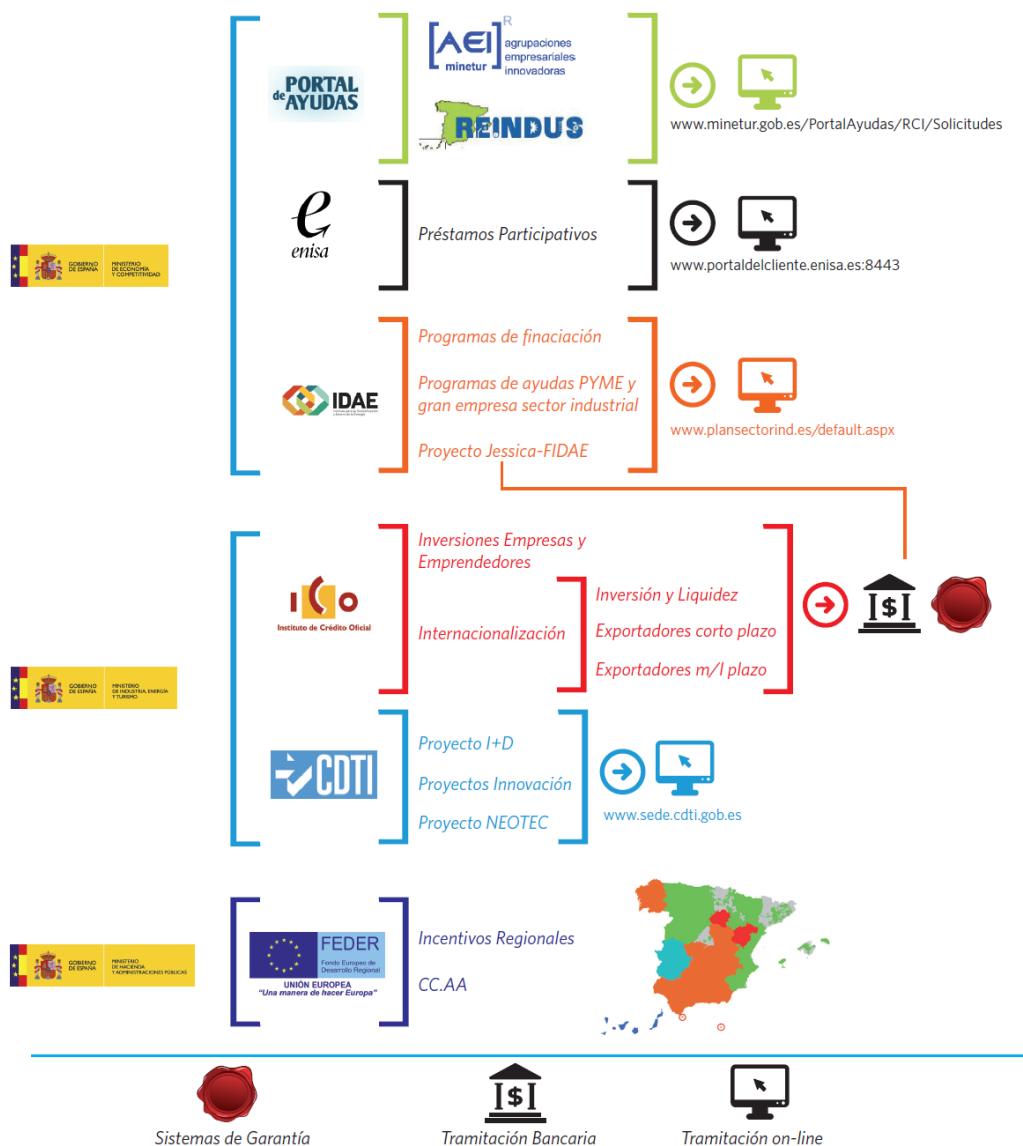 PORTAL
de AYUDAS
[AEI]R
minetur
agrupaciones
empresariales
innovadoras
REINDUS
www.minetur.gob.es/PortalAyudas/RCI/Solicitudes
e
enisa
Préstamos Participativos
www.portaldelcliente.enisa.es:8443
GOBIERNO
DE ESPAÑA
MINISTERIO
DE ECONOMÍA
Y COMPETITIVIDAD
Programas de finaciación
IDAE
Programas de ayudas PYME y
gran empresa sector industrial
Proyecto Jessica-FIDAE
www.plansectorind.es/default.aspx
ICO
Instituto de Crédito Oficial
Inversiones Empresas y
Emprendedores
Internacionalización
Inversión y Liquidez
Exportadores corto plazo
Exportadores m/l plazo
$
GOBIERNO
DE ESPAÑA
MINISTERIO
DE INDUSTRIA, ENERGÍA
Y TURISMO
CDTI
Proyecto I+D
Proyectos Innovación
Proyecto NEOTEC
www.sede.cdti.gob.es
GOBIERNO
DE ESPAÑA
MINISTERIO
DE HACIENDA
Y ADMINISTRACIONES PÚBLICAS
FEDER
Fondo Europeo de
Desarrollo Regional
UNIÓN EUROPEA
"Una manera de hacer Europa"
Incentivos Regionales
CC.AA
$
Sistemas de Garantía
Tramitación Bancaria
Tramitación on-line